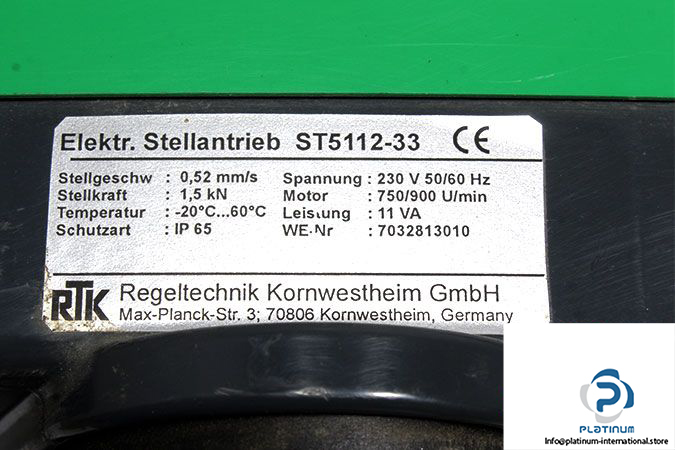 Elektr. Stellantrieb ST5112-33 CE
Stellgeschw : 0,52 mm/s Spannung : 230 V 50/60 Hz
Stellkraft : 1,5 kN Motor : 750/900 U/min
Temperatur : -20°C...60°C Leistung : 11 VA
Schutzart : IP 65 WE-Nr : 7032813010
RTK Regeltechnik Kornwestheim GmbH
Max-Planck-Str. 3; 70806 Kornwestheim, Germany
PLATINUM
Info@platinum-international.store